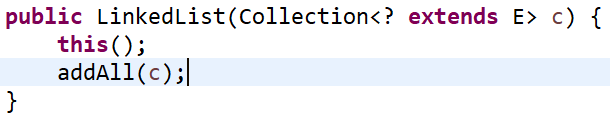 public LinkedList(Collection<? extends E> c) {
    this();
    addAll(c);
}